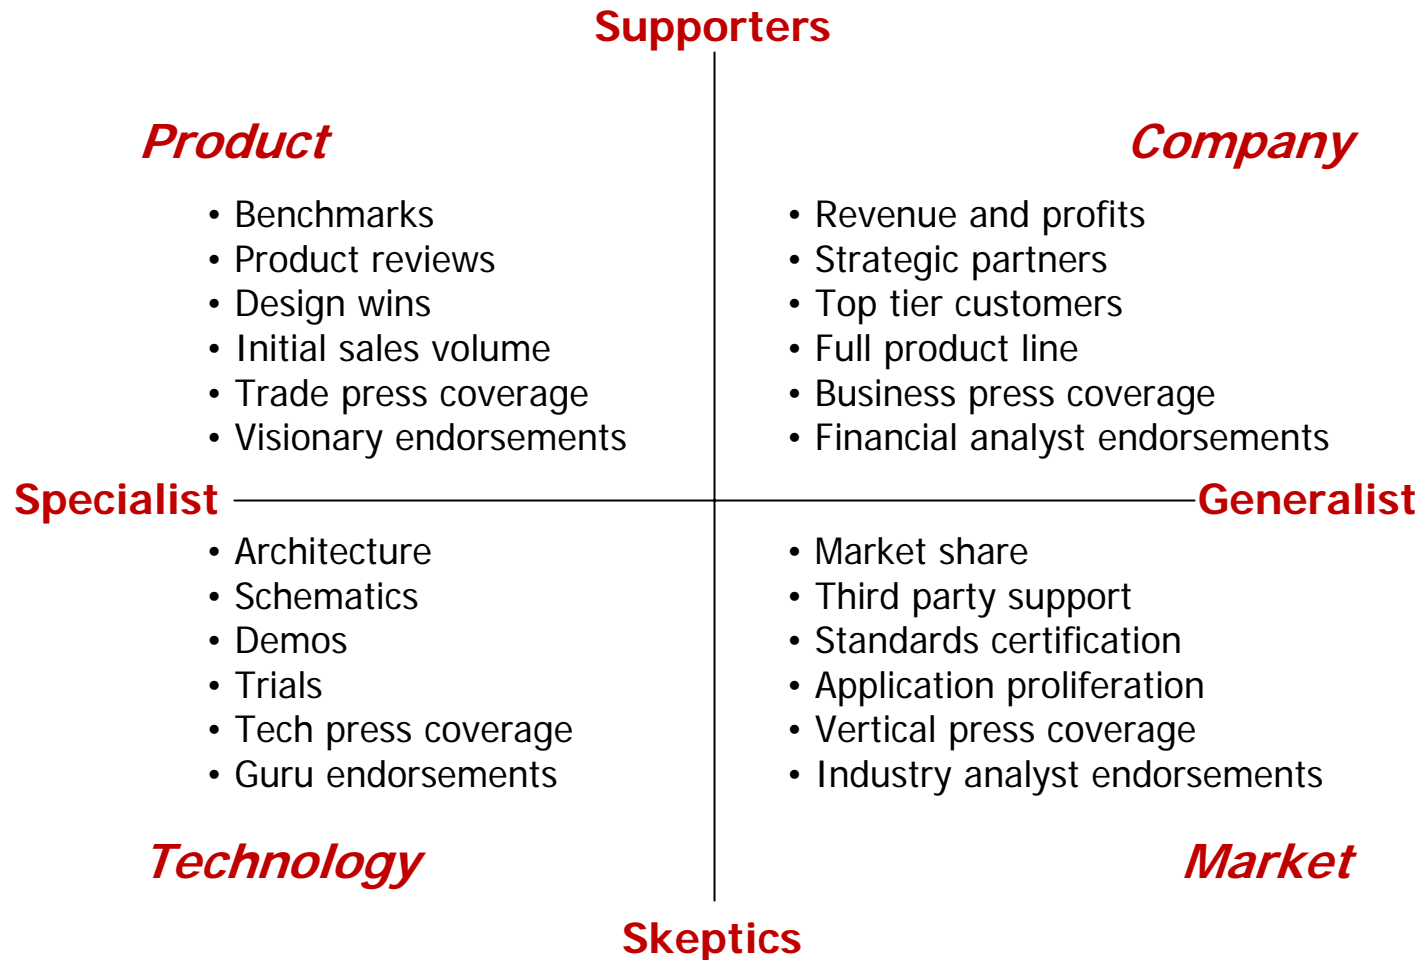 Supporters
Product
• Benchmarks
• Product reviews
• Design wins
• Initial sales volume
• Trade press coverage
• Visionary endorsements
Company
• Revenue and profits
• Strategic partners
• Top tier customers
• Full product line
• Business press coverage
• Financial analyst endorsements
Specialist
Generalist
• Architecture
• Schematics
• Demos
• Trials
• Tech press coverage
• Guru endorsements
Technology
• Market share
• Third party support
• Standards certification
• Application proliferation
• Vertical press coverage
• Industry analyst endorsements
Market
Skeptics